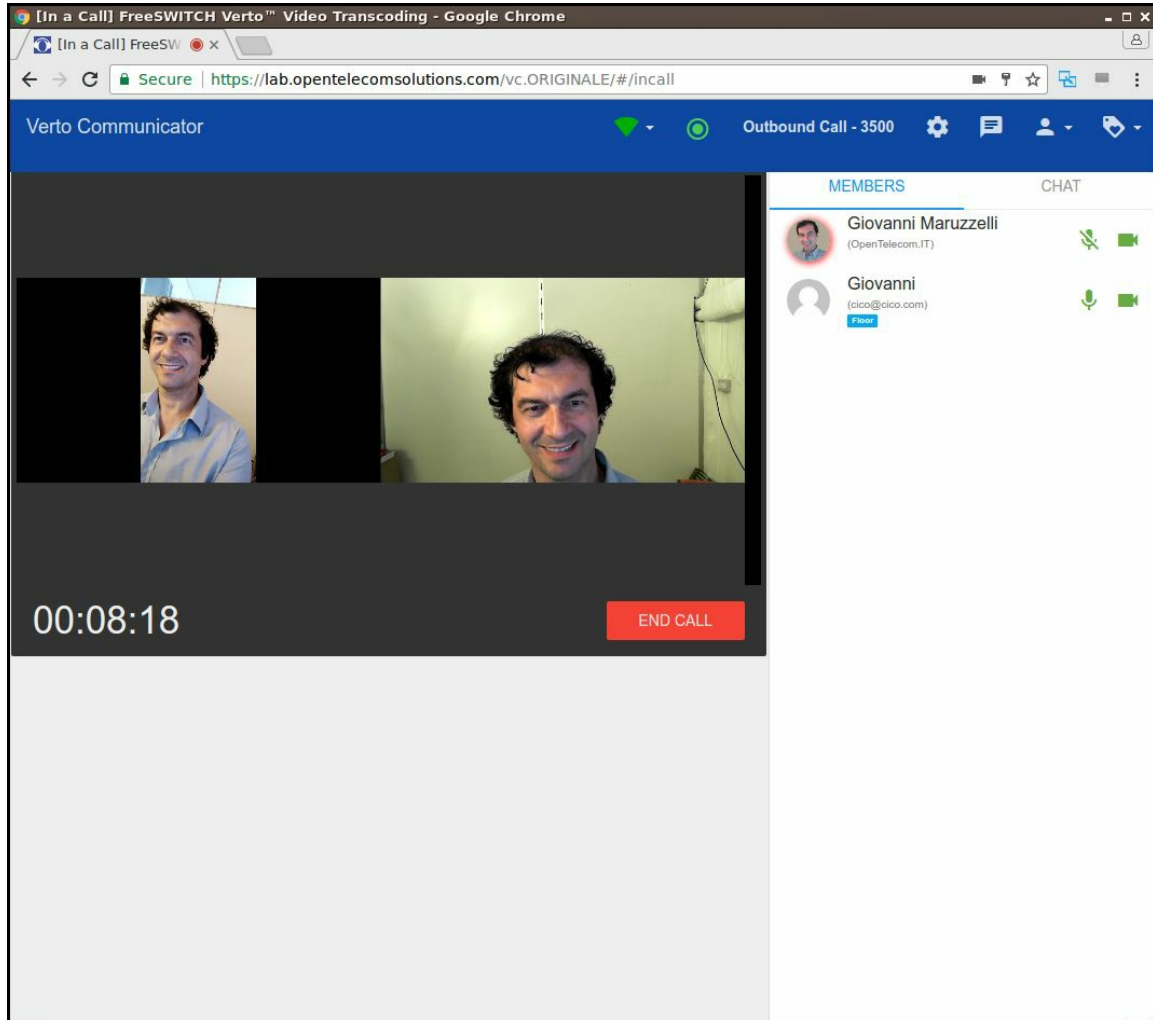 [In a Call] FreeSWITCH Verto™ Video Transcoding - Google Chrome
[In a Call] FreeSW
Secure | https://lab.opentelecomsolutions.com/vc.ORIGINALE/#/incall
Verto Communicator
Outbound Call - 3500
MEMBERS CHAT
Giovanni Maruzzelli
(OpenTelecom.IT)
Giovanni
(cico@cico.com)
Floor
00:08:18
END CALL